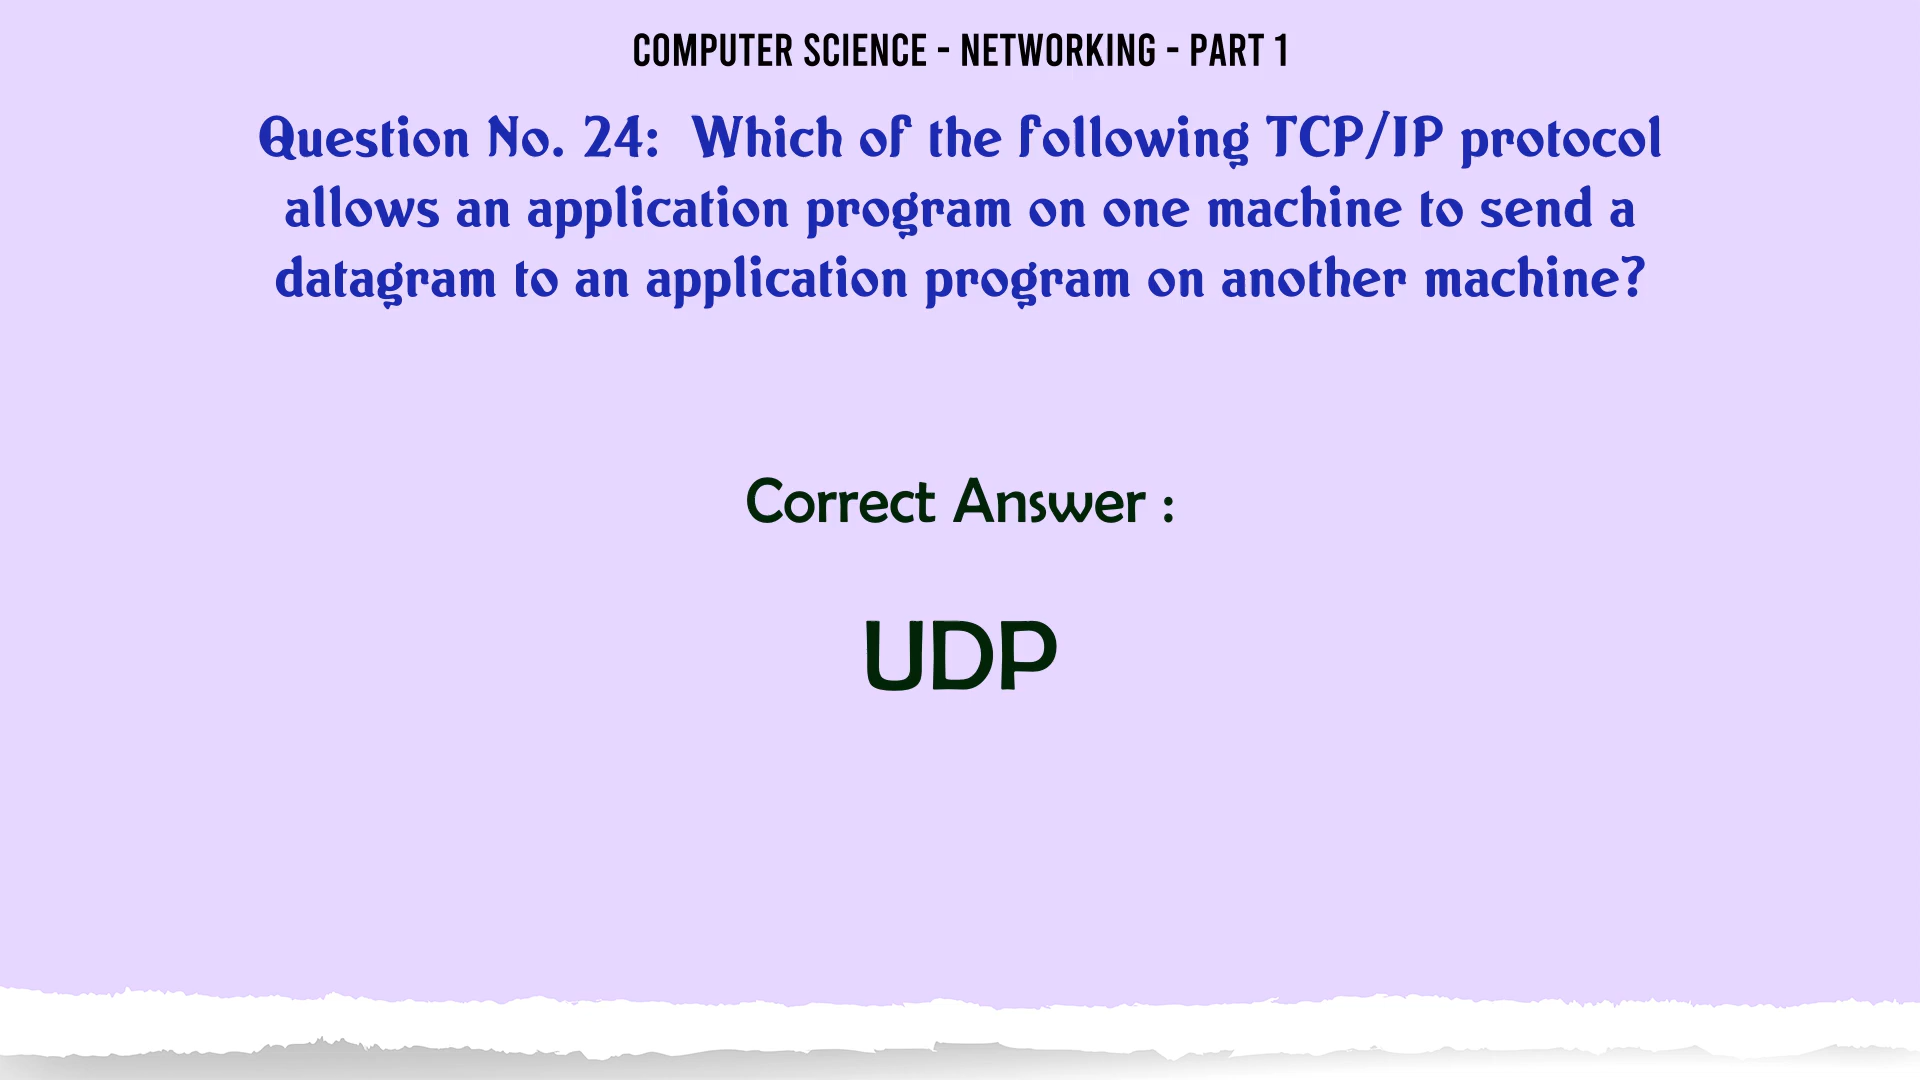 COMPUTER SCIENCE - NETWORKING - PART 1
Question No. 24:  Which of the following TCP/IP protocol
allows an application program on one machine to send a
datagram to an application program on another machine?
Correct Answer :
UDP